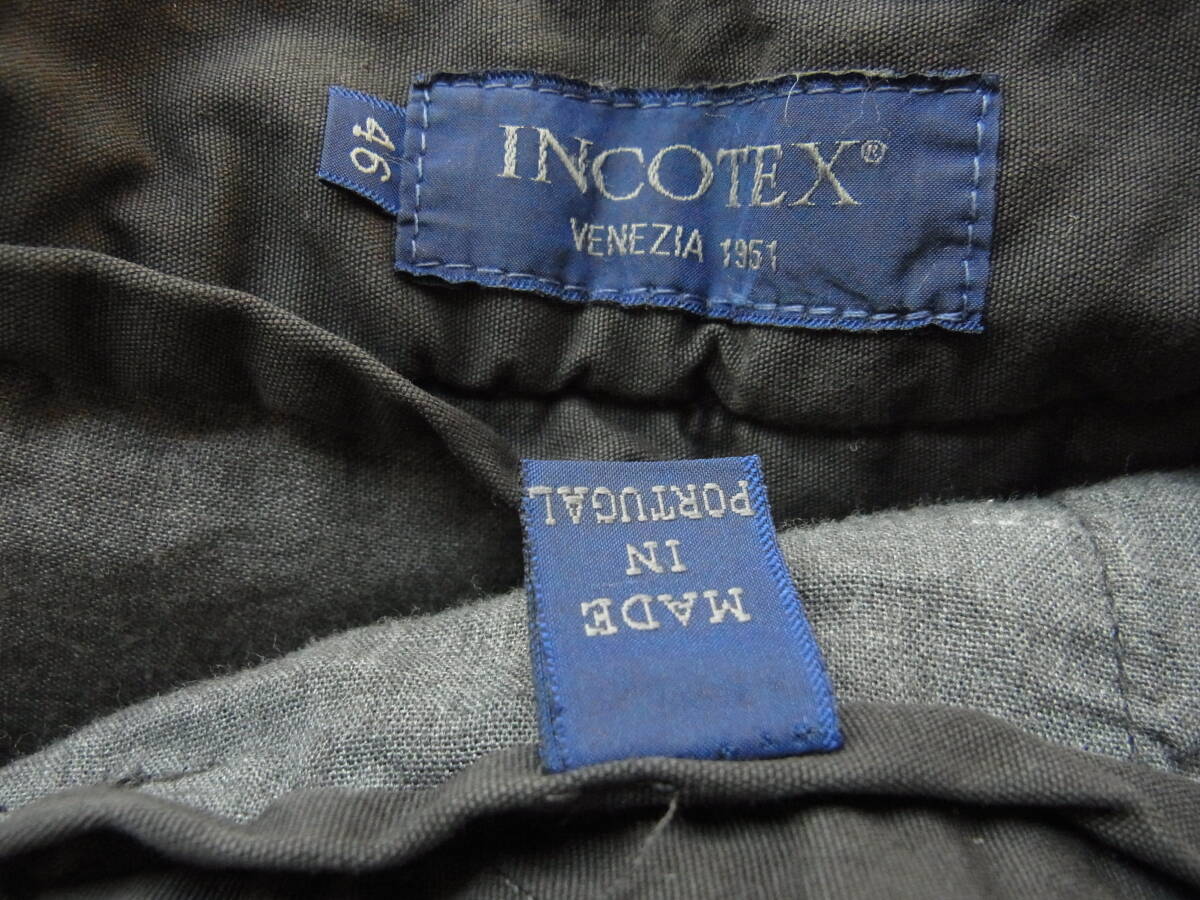 46
INCOTEX®
VENEZIA 1951
MADE
IN
PORTUGAL